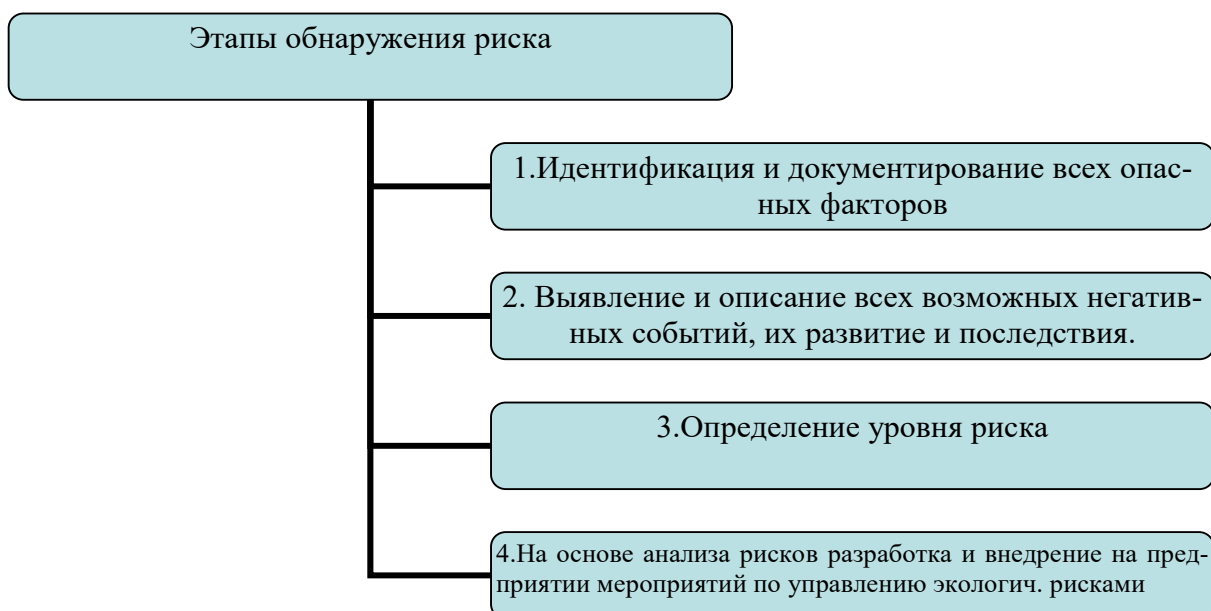 Этапы обнаружения риска
1.Идентификация и документирование всех опас-
ных факторов
2. Выявление и описание всех возможных негатив-
ных событий, их развитие и последствия.
3.Определение уровня риска
4.На основе анализа рисков разработка и внедрение на пред-
приятии мероприятий по управлению экологич. рисками